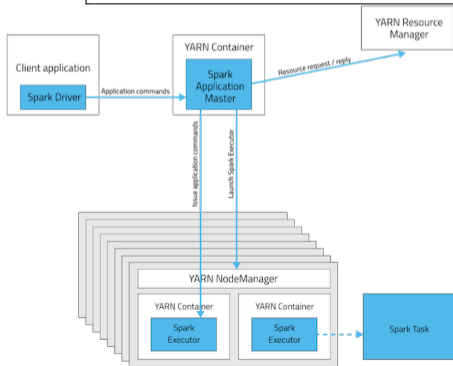 YARN Resource
Manager
YARN Container
Client application
Spark
Application
Master
Spark Driver
Application commands
Resource request / reply
Issue application commands
Launch Spark Executor
YARN NodeManager
YARN Container
YARN Container
Spark
Executor
Spark
Executor
Spark Task